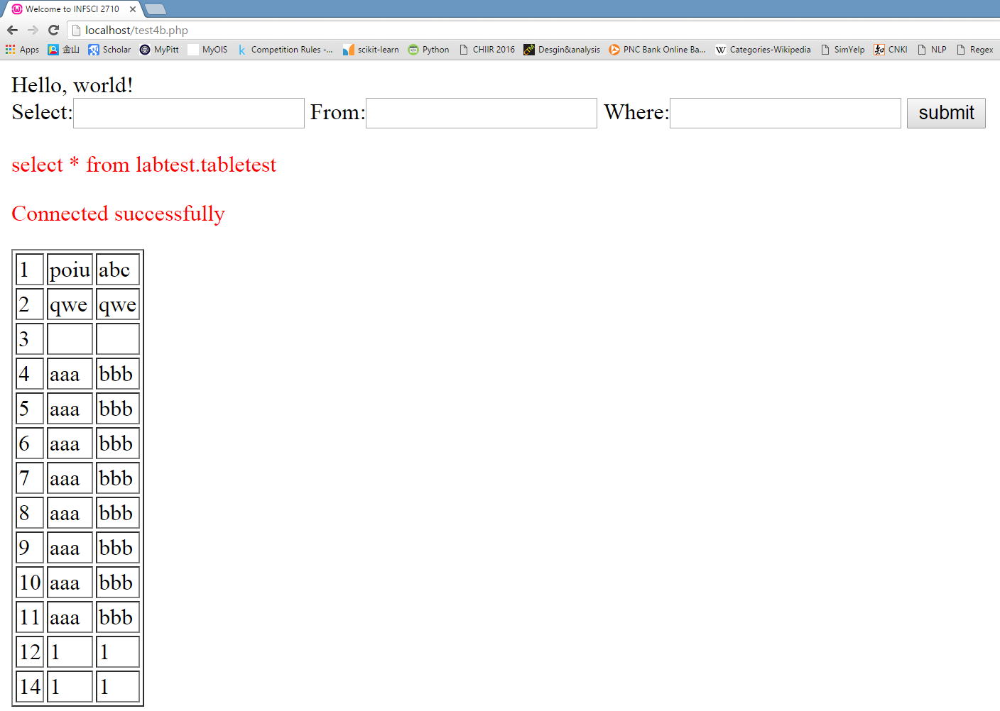 Welcome to INFSCI 2710
localhost/test4b.php
Apps 金山 Scholar MyPitt MyOIS Competition Rules -... scikit-learn Python CHIIR 2016 Desgin&analysis PNC Bank Online Ba... W Categories-Wikipedia SimYelp CNKI NLP Regex
Hello, world!
Select: From: Where: submit
select * from labtest.tabletest
Connected successfully
1 poiu abc
2 qwe qwe
3
4 aaa bbb
5 aaa bbb
6 aaa bbb
7 aaa bbb
8 aaa bbb
9 aaa bbb
10 aaa bbb
11 aaa bbb
12 1 1
14 1 1